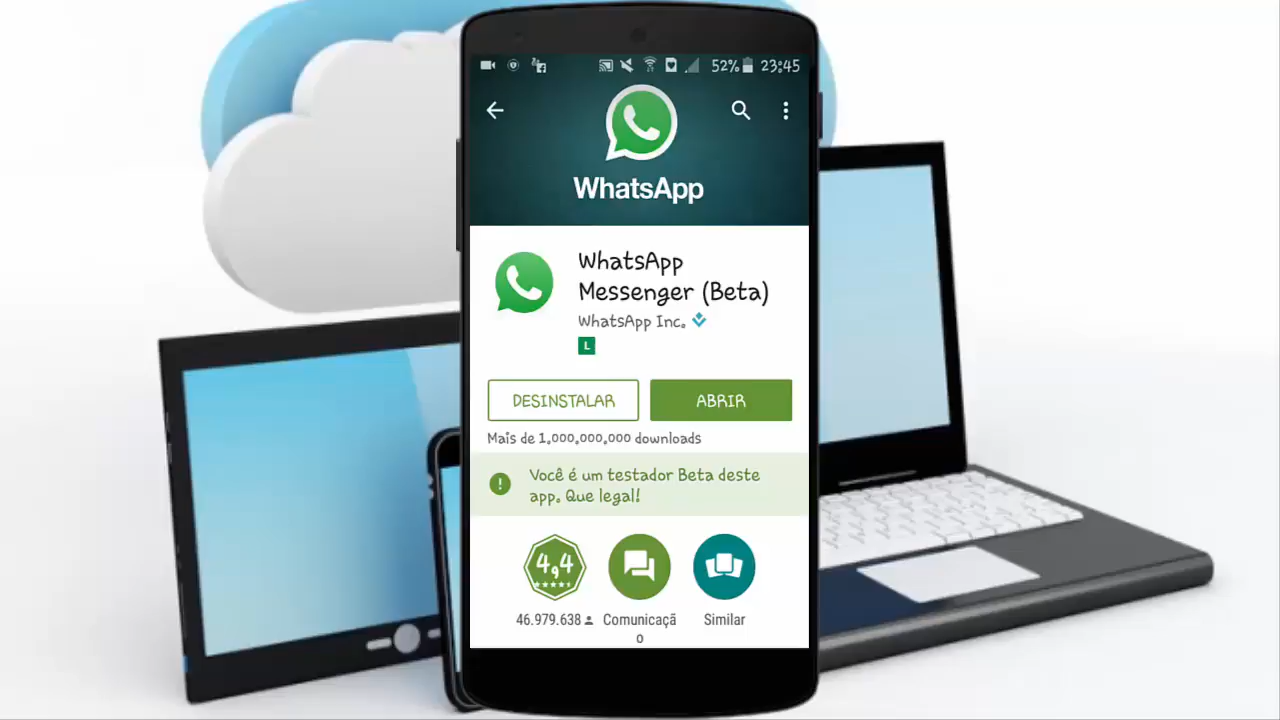 52% 23:45
WhatsApp
WhatsApp
Messenger (Beta)
WhatsApp Inc.
L
DESINSTALAR
ABRIR
Mais de 1.000.000.000 downloads
Você é um testador Beta deste
app. Que legal!
4,4
46.979.638
Comunicaçã
o
Similar